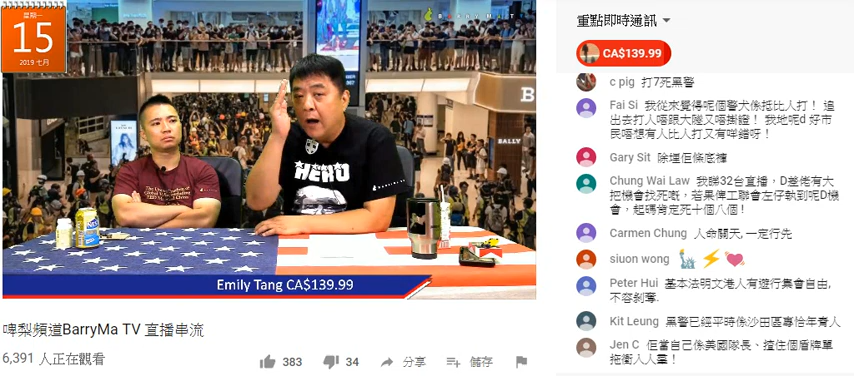 星期一
15
2019 七月
BARRYMATV
B
BALLY
HERO
Emily Tang CA$139.99
啤梨頻道BarryMa TV 直播串流
6,391 人正在觀看
383
34
分享
儲存
重點即時通訊
CA$139.99
c pig 打7死黑警
Fai Si 我從來覺得呢個警犬係抵比人打！ 追
出去打人唔跟大隧又唔掛證！ 我地呢d 好市
民唔想有人比人打又有咩錯呀！
Gary Sit 除埋佢條底褲
Chung Wai Law 我睇32台直播，D差佬有大
把機會找死嘅，若果俾工聯會左仔執到呢D機
會，起碼肯定死十個八個!
Carmen Chung 人命關天, 一定行先
siuon wong 🗽⚡💘
Peter Hui 基本法明文港人有遊行集會自由,
不容剝奪.
Kit Leung 黑警已經平時係沙田區專恰年青人
Jen C 佢當自己係美國隊長、揸住個盾牌單
拖衝入人羣！